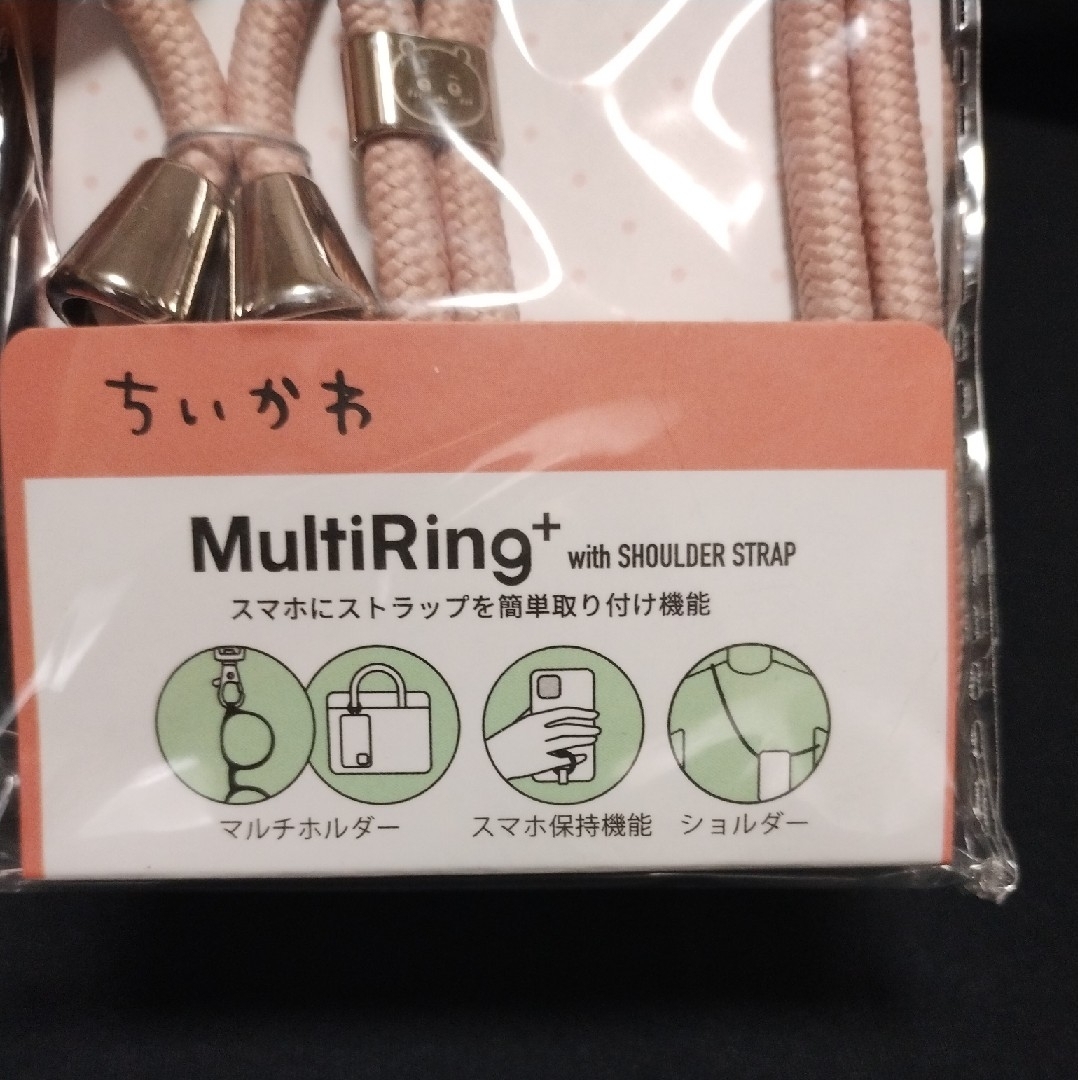 ちいかわ
MultiRing+ with SHOULDER STRAP
スマホにストラップを簡単取り付け機能
マルチホルダー スマホ保持機能 ショルダー